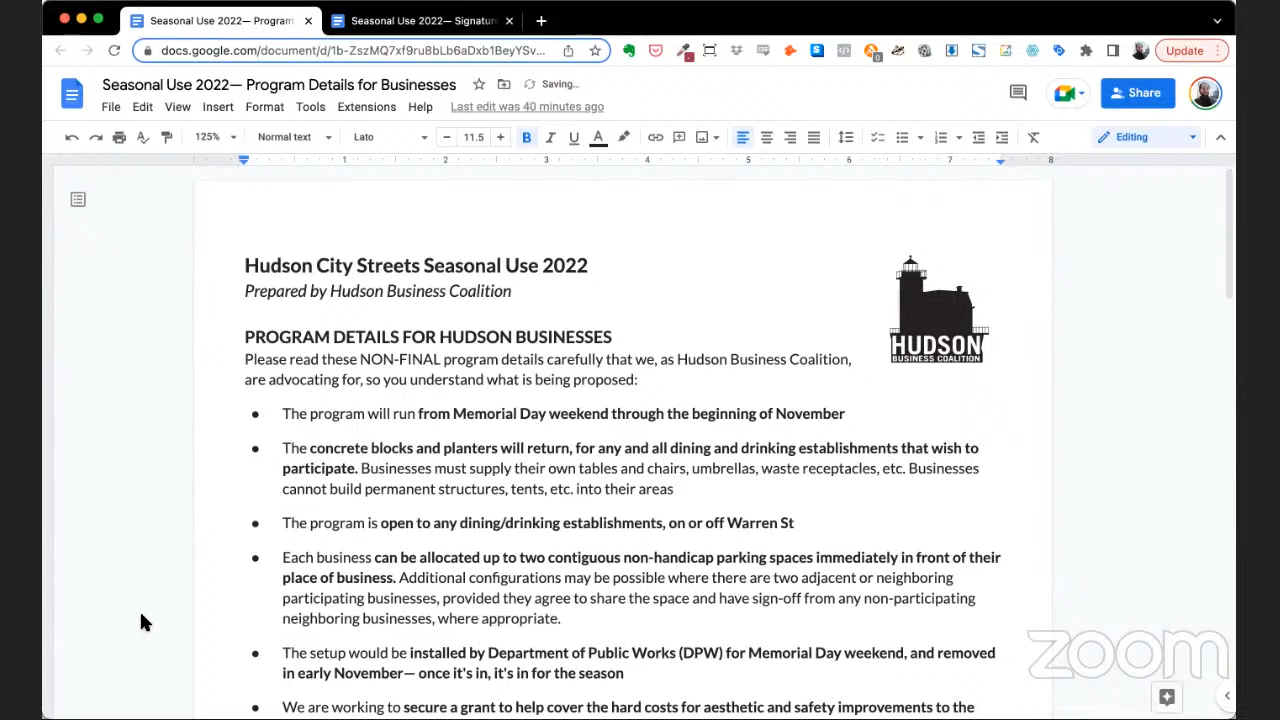 Seasonal Use 2022— Program
Seasonal Use 2022— Signatur
docs.google.com/document/d/1b-ZszMQ7xf9ru8bLb6aDxb1BeyYSv...
Update
Seasonal Use 2022— Program Details for Businesses
Saving...
File Edit View Insert Format Tools Extensions Help Last edit was 40 minutes ago
Share
125% Normal text Lato 11.5 B I U A Editing
1 2 3 4 5 6 7 8
Hudson City Streets Seasonal Use 2022
Prepared by Hudson Business Coalition
HUDSON
BUSINESS COALITION
PROGRAM DETAILS FOR HUDSON BUSINESSES
Please read these NON-FINAL program details carefully that we, as Hudson Business Coalition,
are advocating for, so you understand what is being proposed:
● The program will run from Memorial Day weekend through the beginning of November
● The concrete blocks and planters will return, for any and all dining and drinking establishments that wish to
participate. Businesses must supply their own tables and chairs, umbrellas, waste receptacles, etc. Businesses
cannot build permanent structures, tents, etc. into their areas
● The program is open to any dining/drinking establishments, on or off Warren St
● Each business can be allocated up to two contiguous non-handicap parking spaces immediately in front of their
place of business. Additional configurations may be possible where there are two adjacent or neighboring
participating businesses, provided they agree to share the space and have sign-off from any non-participating
neighboring businesses, where appropriate.
● The setup would be installed by Department of Public Works (DPW) for Memorial Day weekend, and removed
in early November— once it's in, it's in for the season
● We are working to secure a grant to help cover the hard costs for aesthetic and safety improvements to the
zoom